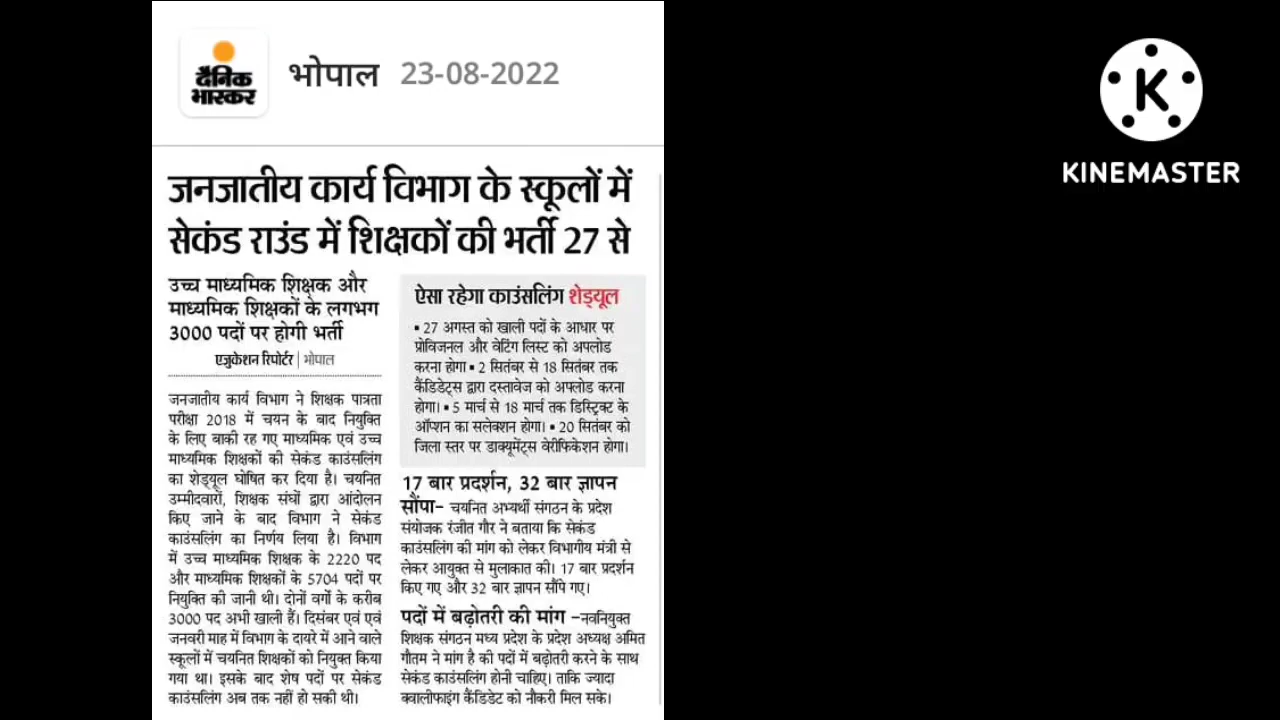 दैनिक
भास्कर
भोपाल 23-08-2022
K
KINEMASTER
जनजातीय कार्य विभाग के स्कूलों में
सेकंड राउंड में शिक्षकों की भर्ती 27 से
उच्च माध्यमिक शिक्षक और
माध्यमिक शिक्षकों के लगभग
3000 पदों पर होगी भर्ती
एजुकेशन रिपोर्टर | भोपाल
जनजातीय कार्य विभाग ने शिक्षक पात्रता
परीक्षा 2018 में चयन के बाद नियुक्ति
के लिए बाकी रह गए माध्यमिक एवं उच्च
माध्यमिक शिक्षकों की सेकंड काउंसलिंग
का शेड्यूल घोषित कर दिया है। चयनित
उम्मीदवारों, शिक्षक संघों द्वारा आंदोलन
किए जाने के बाद विभाग ने सेकंड
काउंसलिंग का निर्णय लिया है। विभाग
में उच्च माध्यमिक शिक्षक के 2220 पद
और माध्यमिक शिक्षकों के 5704 पदों पर
नियुक्ति की जानी थी। दोनों वर्गों के करीब
3000 पद अभी खाली हैं। दिसंबर एवं एवं
जनवरी माह में विभाग के दायरे में आने वाले
स्कूलों में चयनित शिक्षकों को नियुक्त किया
गया था। इसके बाद शेष पदों पर सेकंड
काउंसलिंग अब तक नहीं हो सकी थी।
ऐसा रहेगा काउंसलिंग शेड्यूल
▪ 27 अगस्त को खाली पदों के आधार पर
प्रोविजनल और वेटिंग लिस्ट को अपलोड
करना होगा ▪ 2 सितंबर से 18 सितंबर तक
कैंडिडेट्स द्वारा दस्तावेज को अपलोड करना
होगा। ▪ 5 मार्च से 18 मार्च तक डिस्ट्रिक्ट के
ऑप्शन का सलेक्शन होगा। ▪ 20 सितंबर को
जिला स्तर पर डाक्यूमेंट्स वेरीफिकेशन होगा।
17 बार प्रदर्शन, 32 बार ज्ञापन
सौंपा- चयनित अभ्यर्थी संगठन के प्रदेश
संयोजक रंजीत गौर ने बताया कि सेकंड
काउंसलिंग की मांग को लेकर विभागीय मंत्री से
लेकर आयुक्त से मुलाकात की। 17 बार प्रदर्शन
किए गए और 32 बार ज्ञापन सौंपे गए।
पदों में बढ़ोतरी की मांग -नवनियुक्त
शिक्षक संगठन मध्य प्रदेश के प्रदेश अध्यक्ष अमित
गौतम ने मांग है की पदों में बढ़ोतरी करने के साथ
सेकंड काउंसलिंग होनी चाहिए। ताकि ज्यादा
क्वालीफाइंग कैंडिडेट को नौकरी मिल सके।